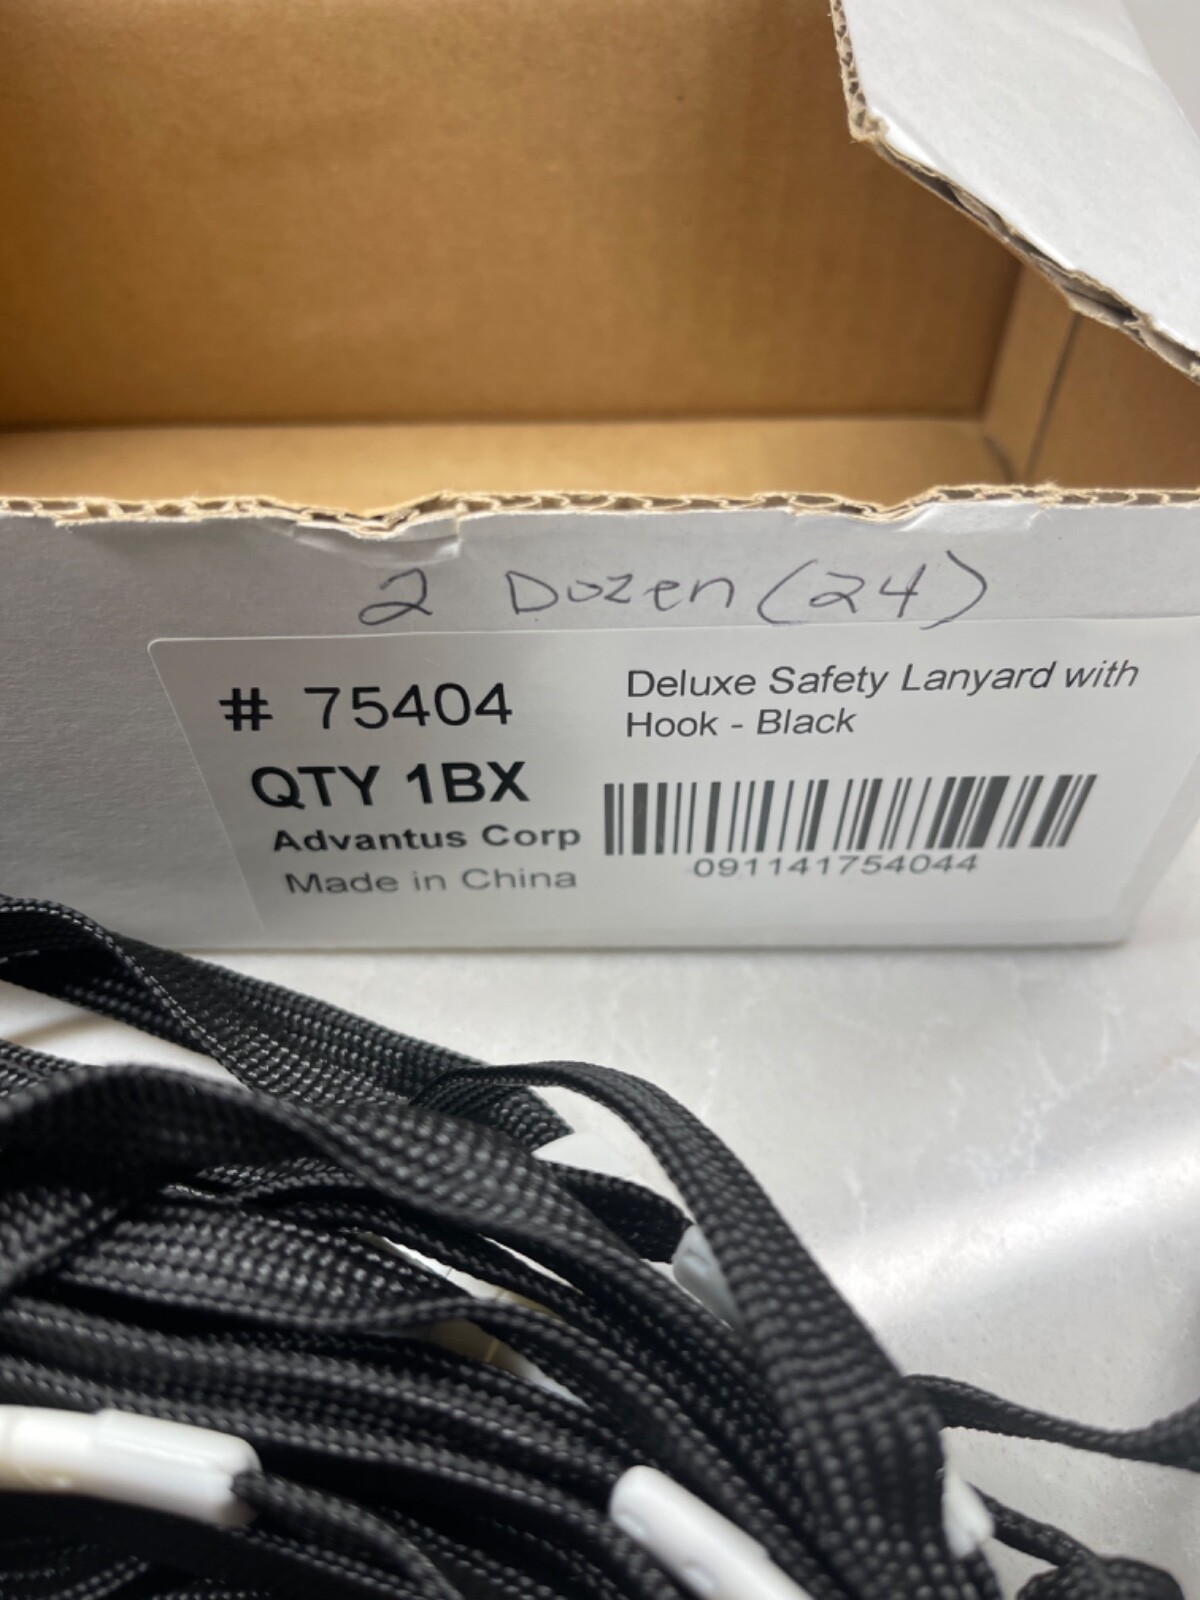 2 Dozen (24)
# 75404
Deluxe Safety Lanyard with
Hook - Black
QTY 1BX
Advantus Corp
Made in China
091141754044